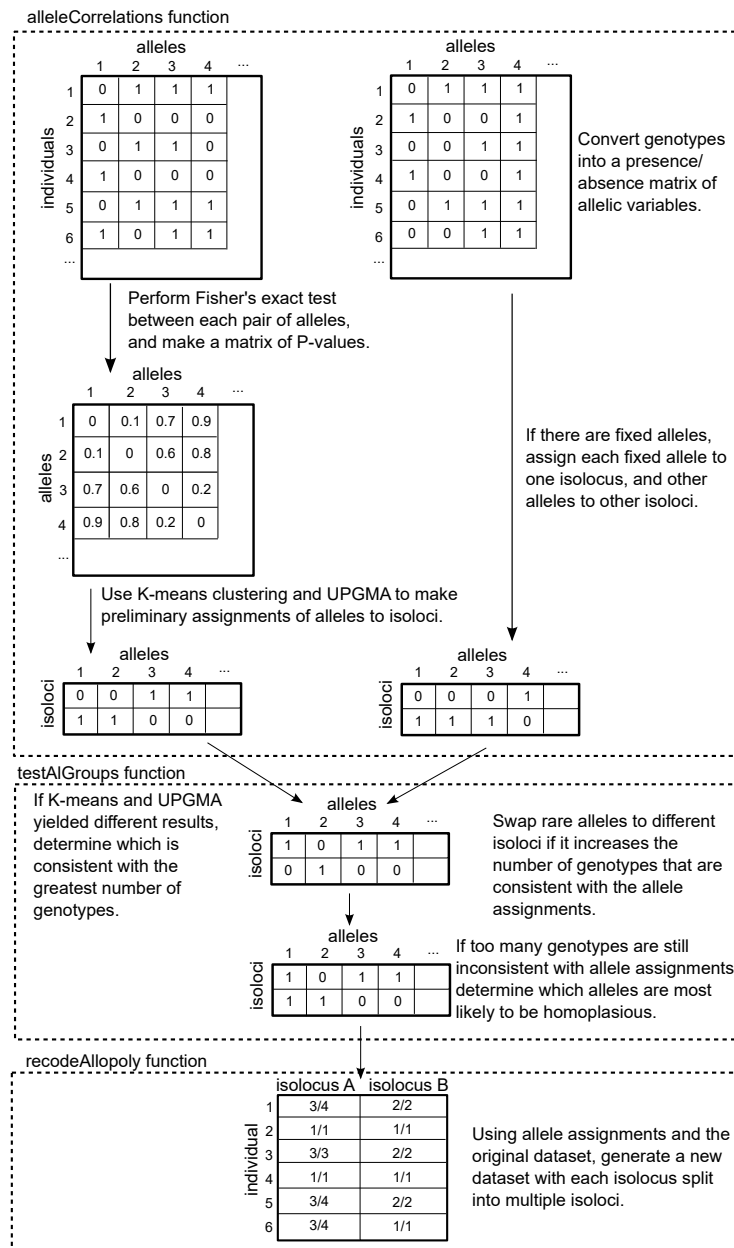 alleleCorrelations function
alleles
1 2 3 4 ...
individuals
1 0 1 1 1
2 1 0 0 0
3 0 1 1 0
4 1 0 0 0
5 0 1 1 1
6 1 0 1 1
...
alleles
1 2 3 4 ...
individuals
1 0 1 1 1
2 1 0 0 1
3 0 0 1 1
4 1 0 0 1
5 0 1 1 1
6 0 0 1 1
...
Convert genotypes
into a presence/
absence matrix of
allelic variables.
Perform Fisher's exact test
between each pair of alleles,
and make a matrix of P-values.
alleles
1 2 3 4 ...
alleles
1 0 0.1 0.7 0.9
2 0.1 0 0.6 0.8
3 0.7 0.6 0 0.2
4 0.9 0.8 0.2 0
...
If there are fixed alleles,
assign each fixed allele to
one isolocus, and other
alleles to other isoloci.
Use K-means clustering and UPGMA to make
preliminary assignments of alleles to isoloci.
alleles
1 2 3 4 ...
isoloci
0 0 1 1
1 1 0 0
alleles
1 2 3 4 ...
isoloci
0 0 0 1
1 1 1 0
testAlGroups function
If K-means and UPGMA
yielded different results,
determine which is
consistent with the
greatest number of
genotypes.
alleles
1 2 3 4 ...
isoloci
1 0 1 1
0 1 0 0
Swap rare alleles to different
isoloci if it increases the
number of genotypes that are
consistent with the allele
assignments.
alleles
1 2 3 4 ...
isoloci
1 0 1 1
1 1 0 0
If too many genotypes are still
inconsistent with allele assignments
determine which alleles are most
likely to be homoplasious.
recodeAllopoly function
isolocus A isolocus B
individual
1 3/4 2/2
2 1/1 1/1
3 3/3 2/2
4 1/1 1/1
5 3/4 2/2
6 3/4 1/1
Using allele assignments and the
original dataset, generate a new
dataset with each isolocus split
into multiple isoloci.